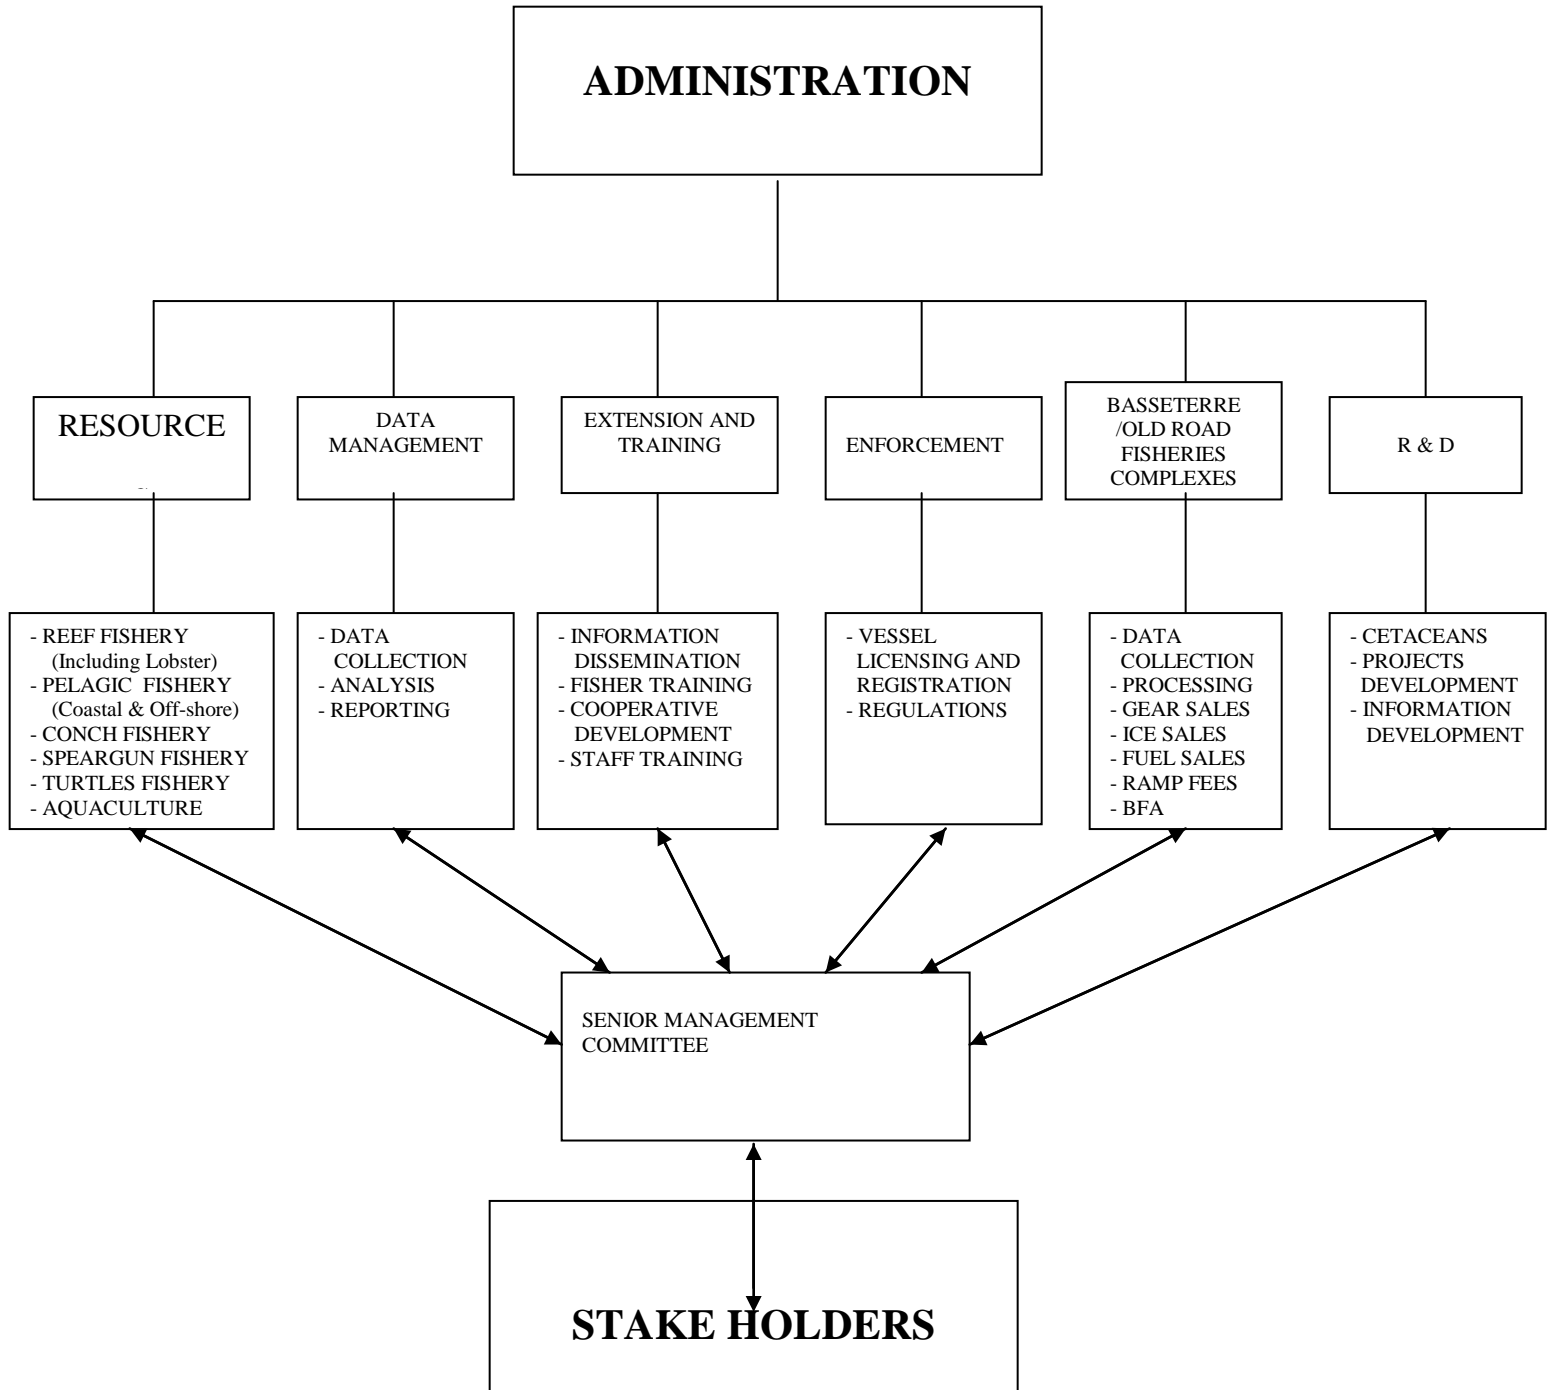 ADMINISTRATION
RESOURCE
DATA
MANAGEMENT
EXTENSION AND
TRAINING
ENFORCEMENT
BASSETERRE
/OLD ROAD
FISHERIES
COMPLEXES
R & D
- REEF FISHERY
(Including Lobster)
- PELAGIC FISHERY
(Coastal & Off-shore)
- CONCH FISHERY
- SPEARGUN FISHERY
- TURTLES FISHERY
- AQUACULTURE
- DATA
COLLECTION
- ANALYSIS
- REPORTING
- INFORMATION
DISSEMINATION
- FISHER TRAINING
- COOPERATIVE
DEVELOPMENT
- STAFF TRAINING
- VESSEL
LICENSING AND
REGISTRATION
- REGULATIONS
- DATA
COLLECTION
- PROCESSING
- GEAR SALES
- ICE SALES
- FUEL SALES
- RAMP FEES
- BFA
- CETACEANS
- PROJECTS
DEVELOPMENT
- INFORMATION
DEVELOPMENT
SENIOR MANAGEMENT
COMMITTEE
STAKE HOLDERS